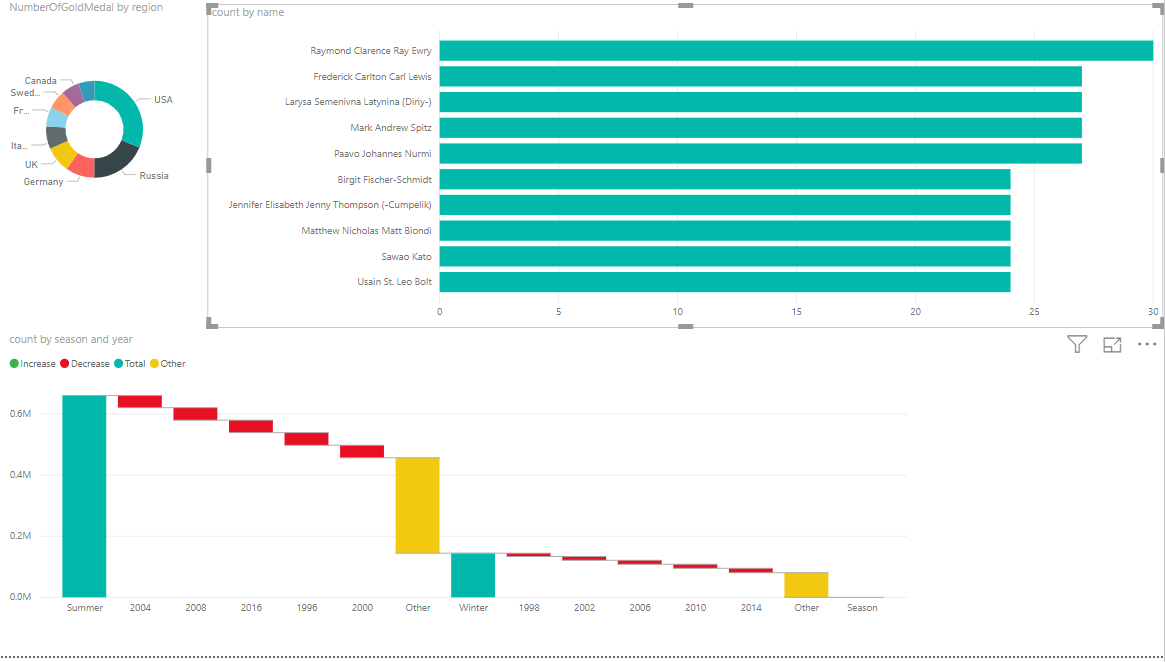 NumberOfGoldMedal by region
Canada
Swed...
Fr...
Ita...
UK
Germany
USA
Russia
count by name
Raymond Clarence Ray Ewry
Frederick Carlton Carl Lewis
Larysa Semenivna Latynina (Diriy-)
Mark Andrew Spitz
Paavo Johannes Nurmi
Birgit Fischer-Schmidt
Jennifer Elisabeth Jenny Thompson (-Cumpelik)
Matthew Nicholas Matt Biondi
Sawao Kato
Usain St. Leo Bolt
0 5 10 15 20 25 30
count by season and year
Increase Decrease Total Other
0.6M
0.4M
0.2M
0.0M
Summer 2004 2008 2016 1996 2000 Other Winter 1998 2002 2006 2010 2014 Other Season